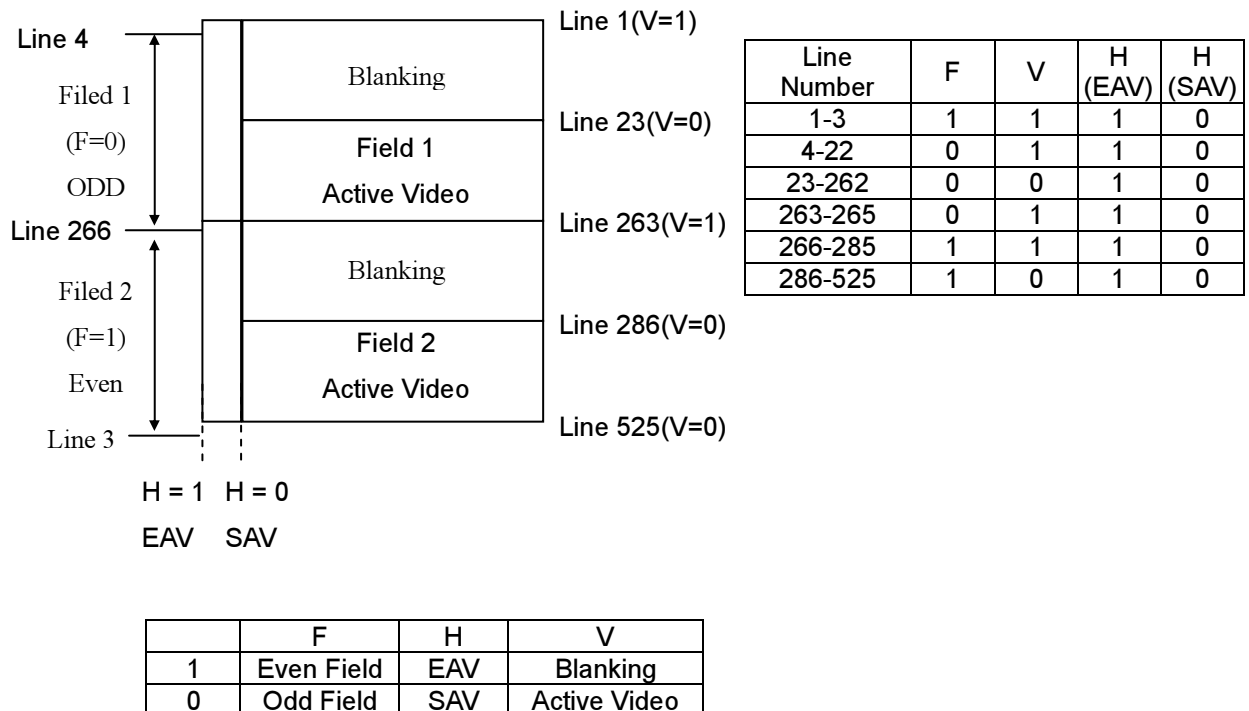 Line 4
Filed 1
(F=0)
ODD
Line 266
Filed 2
(F=1)
Even
Line 3
Blanking
Field 1
Active Video
Blanking
Field 2
Active Video
Line 1(V=1)
Line 23(V=0)
Line 263(V=1)
Line 286(V=0)
Line 525(V=0)
H = 1 H = 0
EAV SAV
Line Number F V H (EAV) H (SAV)
1-3 1 1 1 0
4-22 0 1 1 0
23-262 0 0 1 0
263-265 0 1 1 0
266-285 1 1 1 0
286-525 1 0 1 0
F H V
1 Even Field EAV Blanking
0 Odd Field SAV Active Video